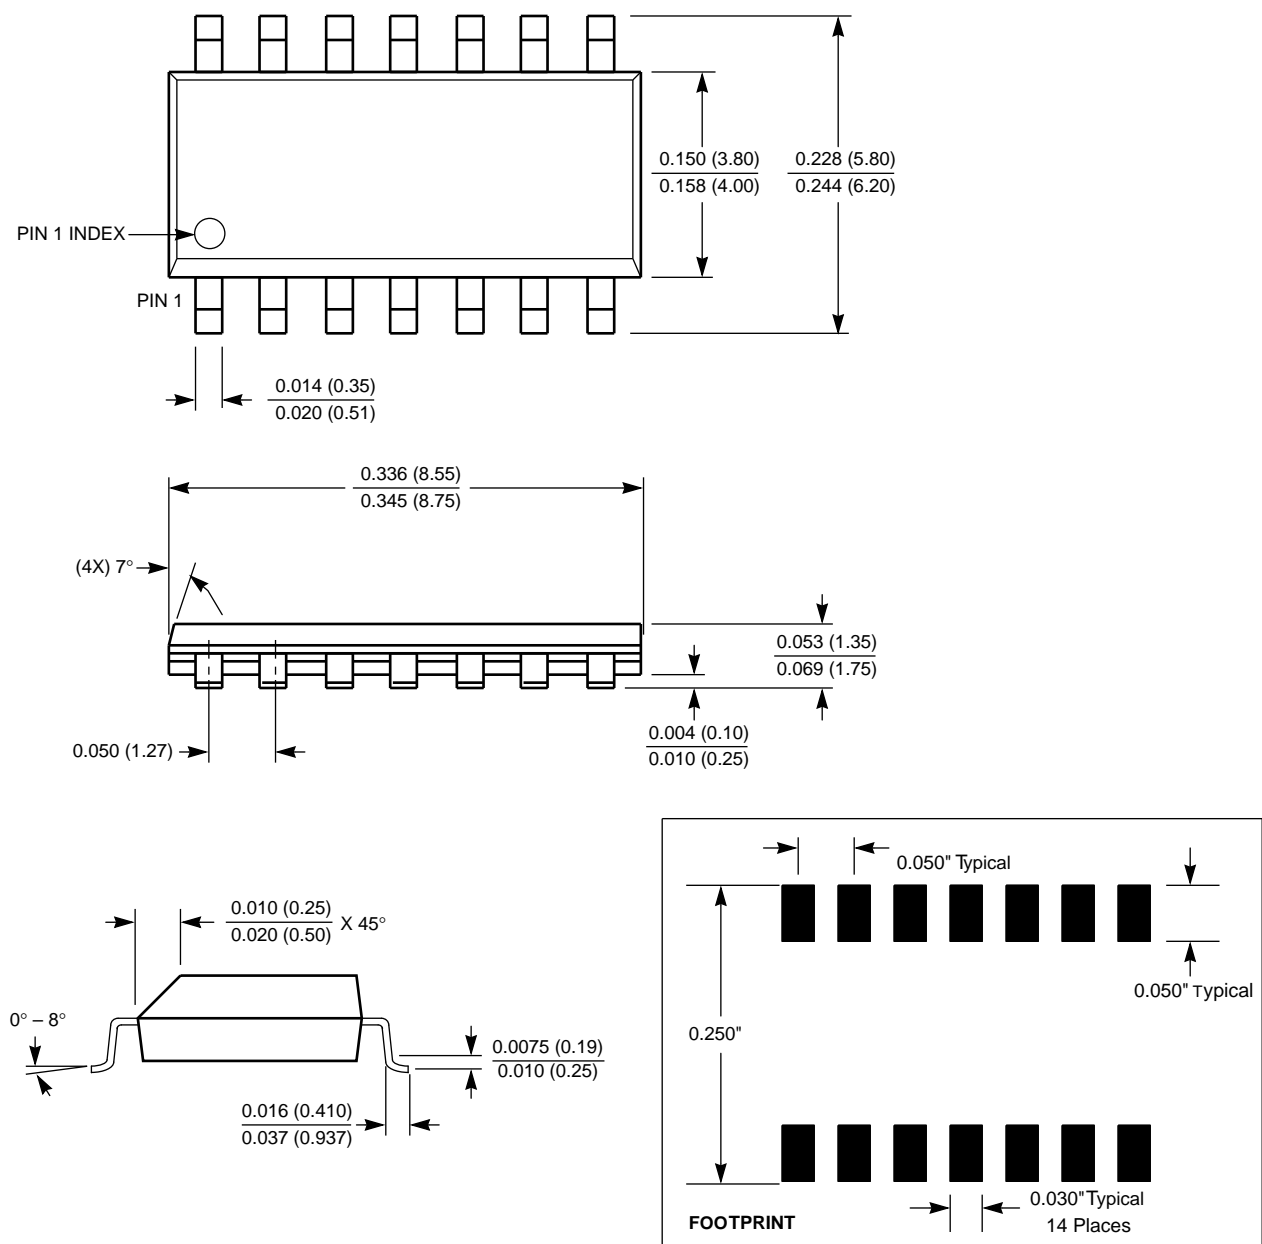 0.150 (3.80)
0.158 (4.00)
0.228 (5.80)
0.244 (6.20)
PIN 1 INDEX
PIN 1
0.014 (0.35)
0.020 (0.51)
0.336 (8.55)
0.345 (8.75)
(4X) 7°
0.053 (1.35)
0.069 (1.75)
0.004 (0.10)
0.010 (0.25)
0.050 (1.27)
0.010 (0.25)
0.020 (0.50)
X 45°
0° – 8°
0.0075 (0.19)
0.010 (0.25)
0.016 (0.410)
0.037 (0.937)
0.050" Typical
0.050" Typical
0.250"
0.030" Typical
14 Places
FOOTPRINT